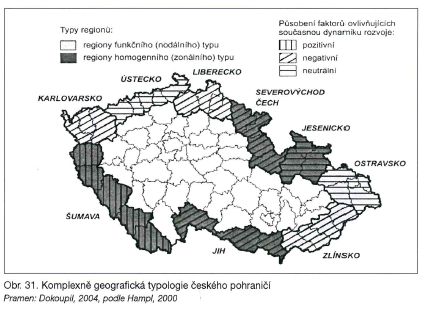 Typy regionů:
regiony funkčního (nodálního) typu
regiony homogenního (zonálního) typu
Působení faktorů ovlivňujících
současnou dynamiku rozvoje:
pozitivní
negativní
neutrální
LIBERECKO
ÚSTECKO
KARLOVARSKO
SEVEROVÝCHOD
ČECH
JESENICKO
OSTRAVSKO
ŠUMAVA
JIH
ZLÍNSKO
Obr. 31. Komplexně geografická typologie českého pohraničí
Pramen: Dokoupil, 2004, podle Hampl, 2000